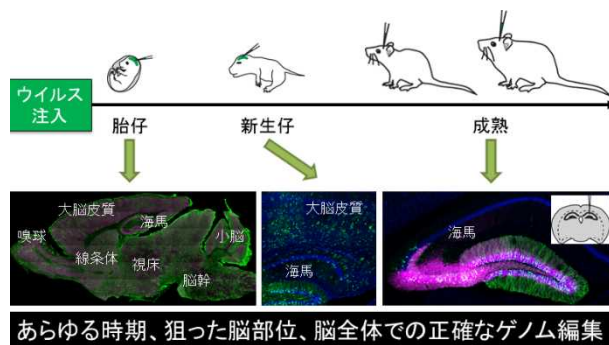 ウイルス
注入
胎仔
新生仔
成熟
大脳皮質
海馬
嗅球
小脳
線条体
視床
脳幹
大脳皮質
海馬
海馬
あらゆる時期、狙った脳部位、脳全体での正確なゲノム編集